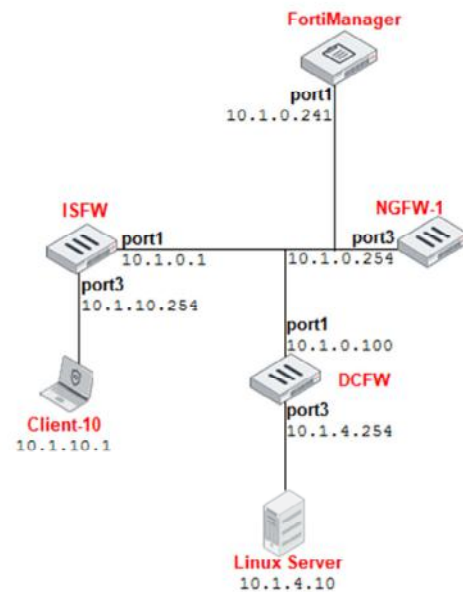 FortiManager
port1
10.1.0.241
ISFW
NGFW-1
port1
port3
10.1.0.1
10.1.0.254
port3
10.1.10.254
port1
10.1.0.100
DCFW
Client-10
10.1.10.1
port3
10.1.4.254
Linux Server
10.1.4.10